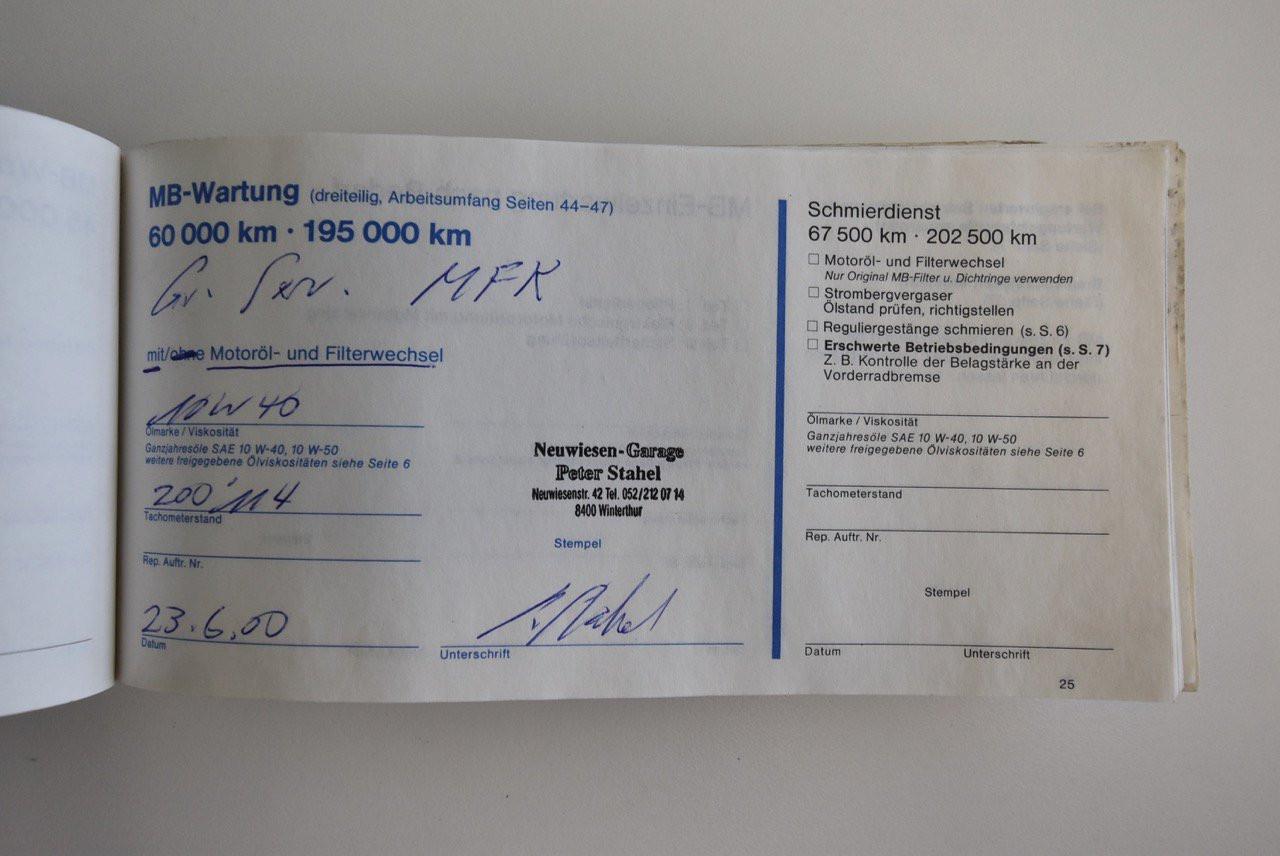 MB-Wartung (dreiteilig, Arbeitsumfang Seiten 44–47)
60 000 km · 195 000 km
Gr. Serv. MFK
mit/ohne Motoröl- und Filterwechsel
10W40
Ölmarke / Viskosität
Ganzjahresöle SAE 10 W-40, 10 W-50
weitere freigegebene Ölviskositäten siehe Seite 6
200'114
Tachometerstand
Rep. Auftr. Nr.
23.6.00
Datum
Neuwiesen-Garage
Peter Stahel
Neuwiesenstr. 42 Tel. 052/212 07 14
8400 Winterthur
Stempel
Stahel
Unterschrift
Schmierdienst
67 500 km · 202 500 km
Motoröl- und Filterwechsel
Nur Original MB-Filter u. Dichtringe verwenden
Strombergvergaser
Ölstand prüfen, richtigstellen
Reguliergestänge schmieren (s. S. 6)
Erschwerte Betriebsbedingungen (s. S. 7)
Z. B. Kontrolle der Belagstärke an der
Vorderradbremse
Ölmarke / Viskosität
Ganzjahresöle SAE 10 W-40, 10 W-50
weitere freigegebene Ölviskositäten siehe Seite 6
Tachometerstand
Rep. Auftr. Nr.
Stempel
Datum Unterschrift
25